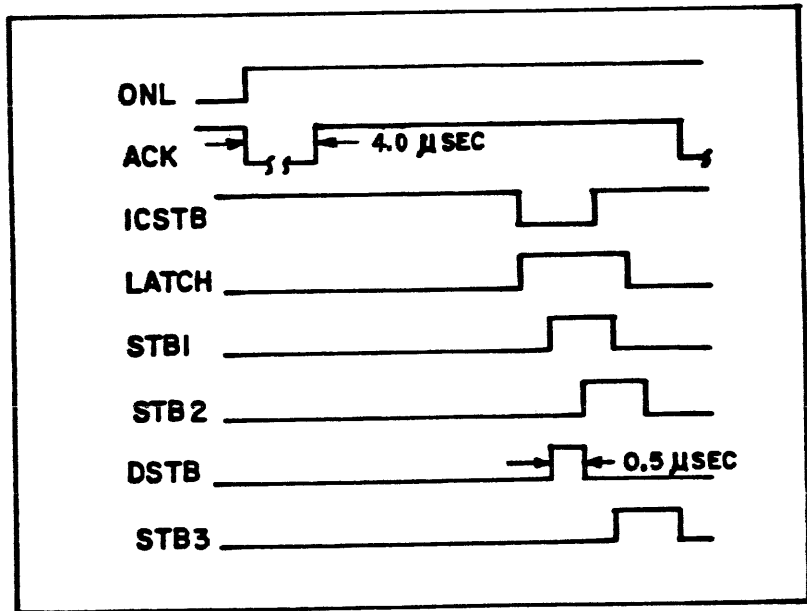 ONL
ACK
4.0 µSEC
ICSTB
LATCH
STB1
STB2
DSTB
0.5 µSEC
STB3